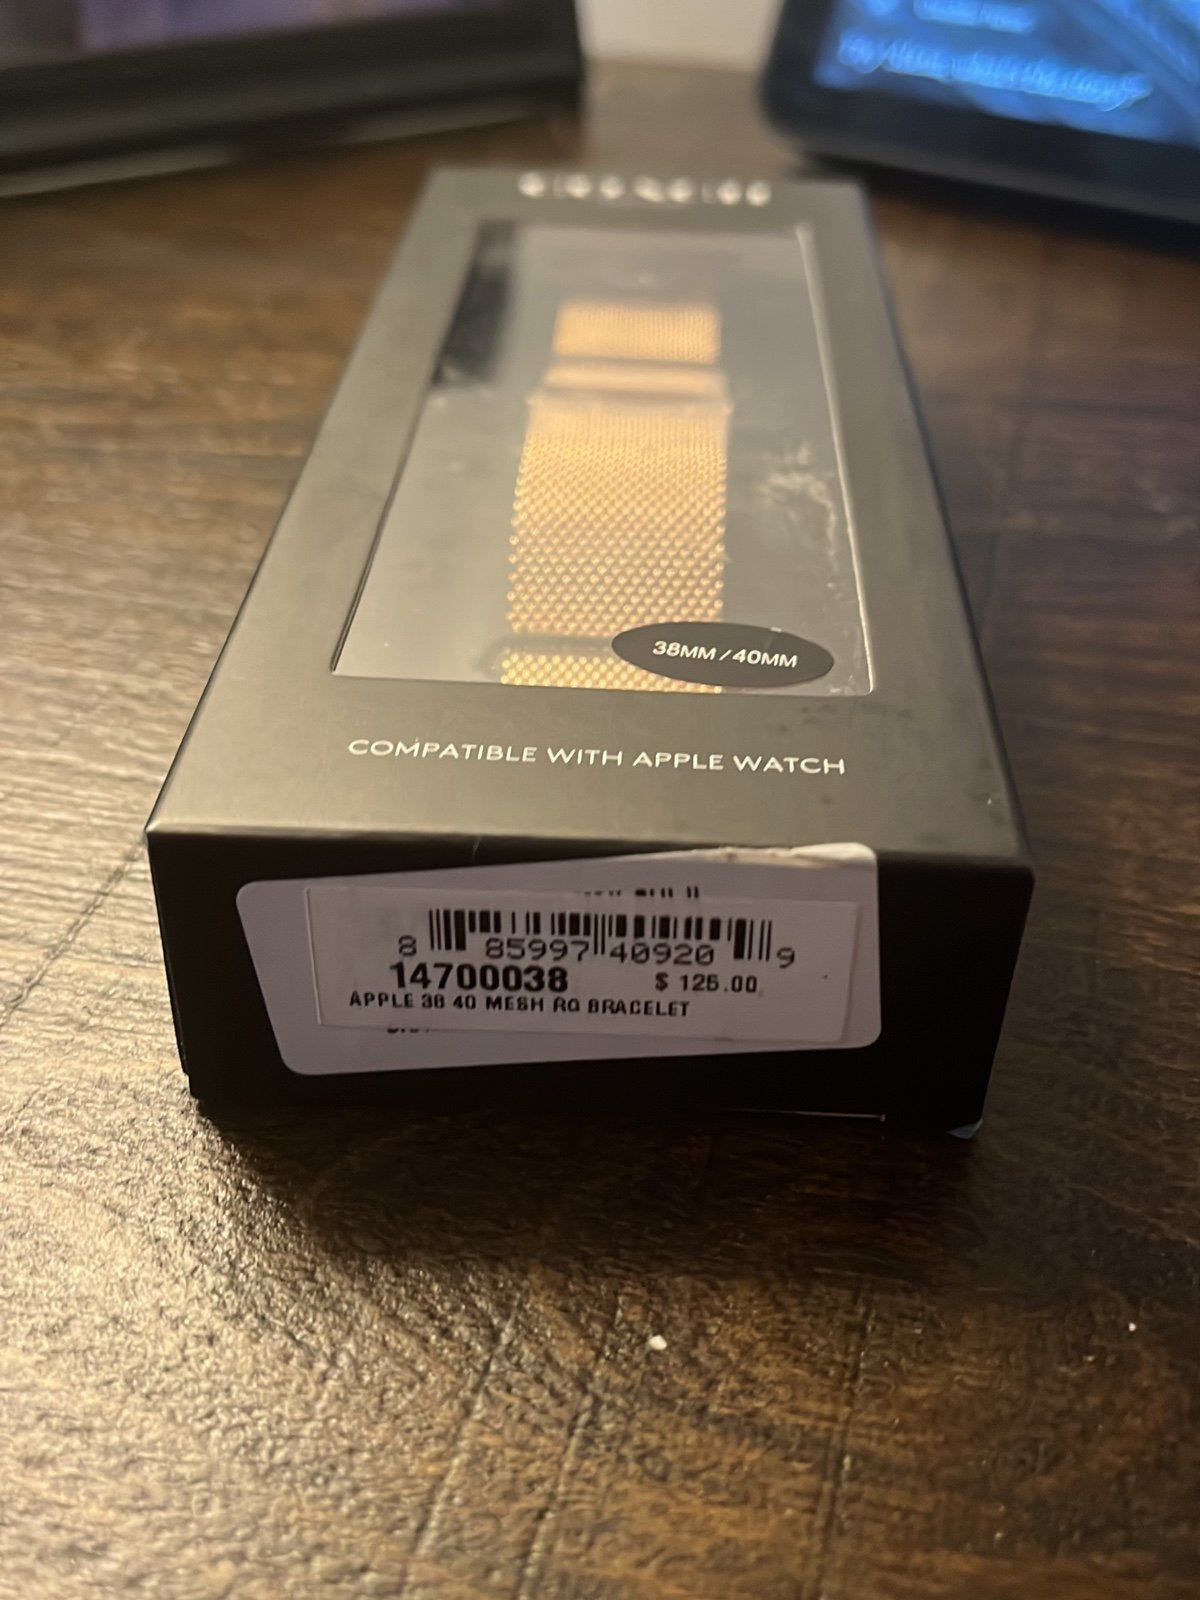 38MM/40MM
COMPATIBLE WITH APPLE WATCH
8 85997 40920 9
14700038 $ 125.00
APPLE 38 40 MESH RG BRACELET